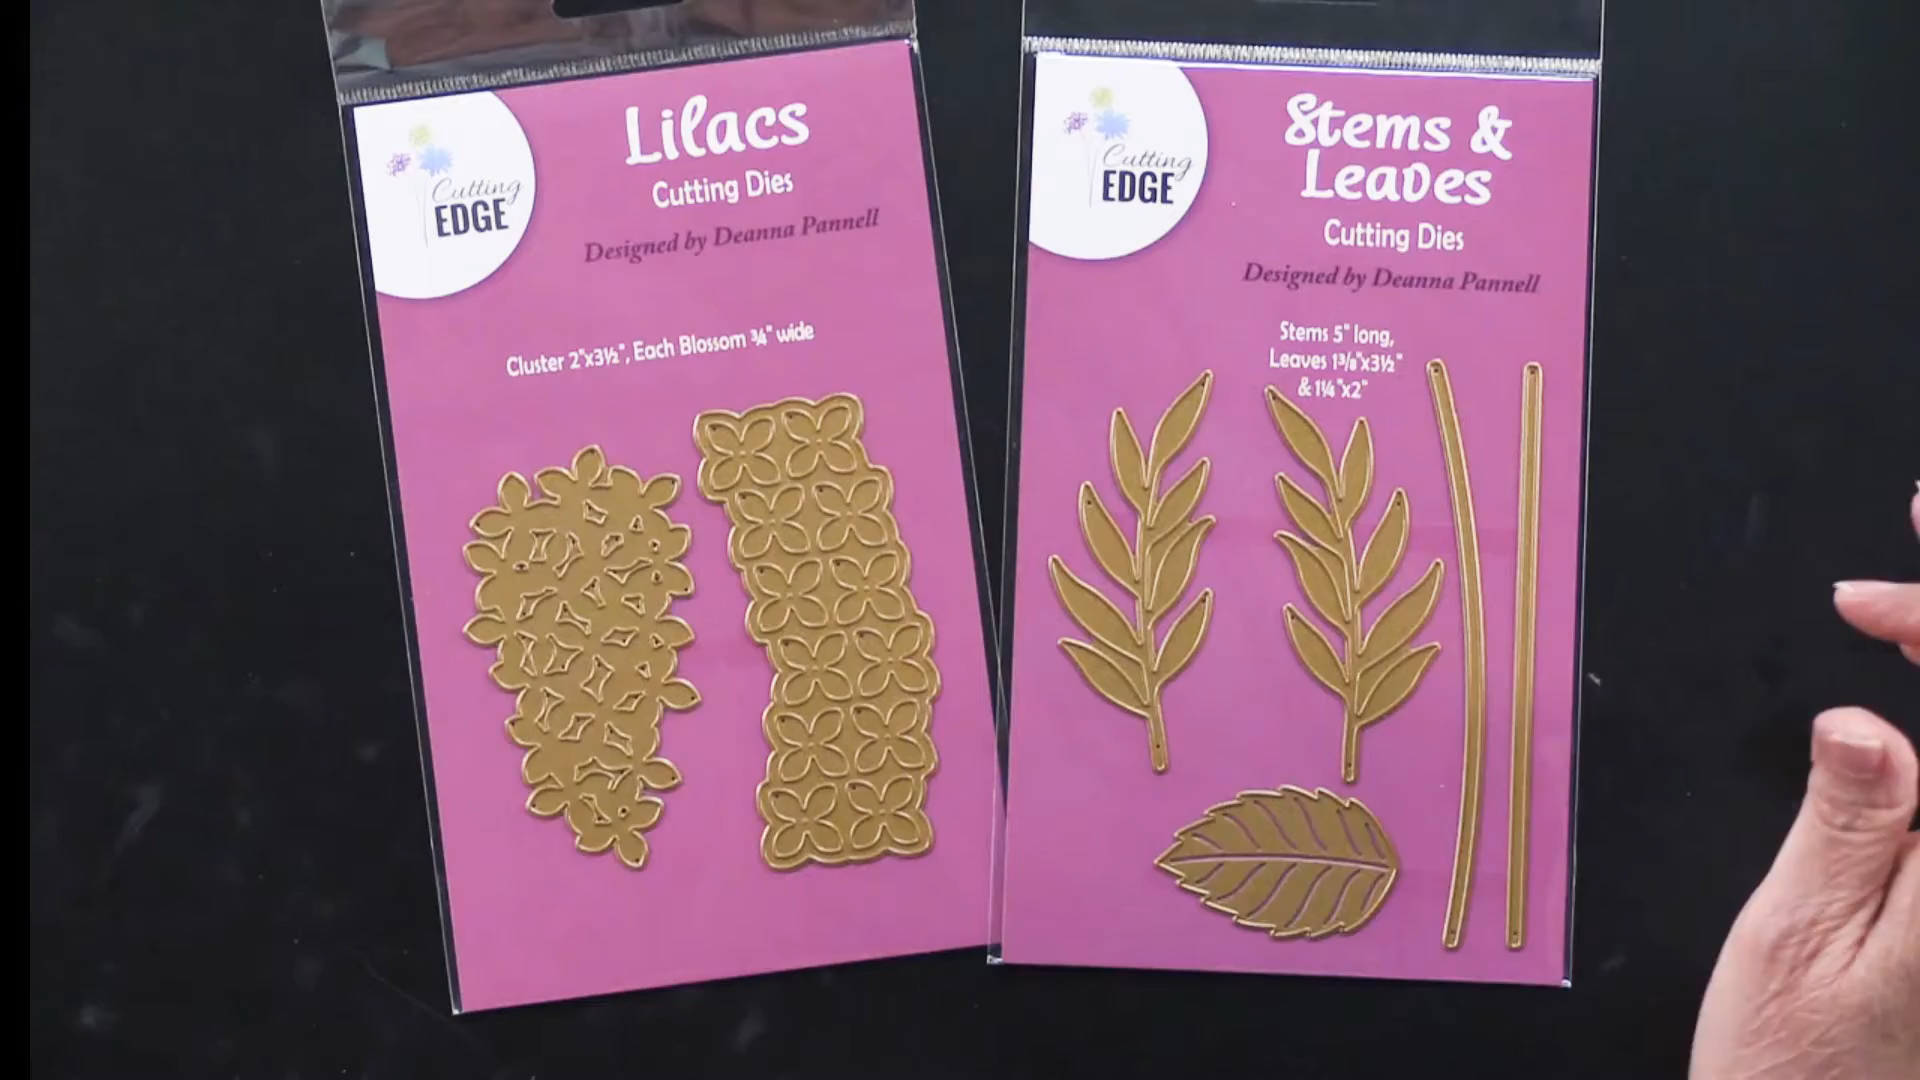 Cutting
EDGE
Lilacs
Cutting Dies
Designed by Deanna Pannell
Cluster 2"x3½", Each Blossom ¾" wide
Cutting
EDGE
Stems &
Leaves
Cutting Dies
Designed by Deanna Pannell
Stems 5" long,
Leaves 1⅜"x3½"
& 1¼"x2"